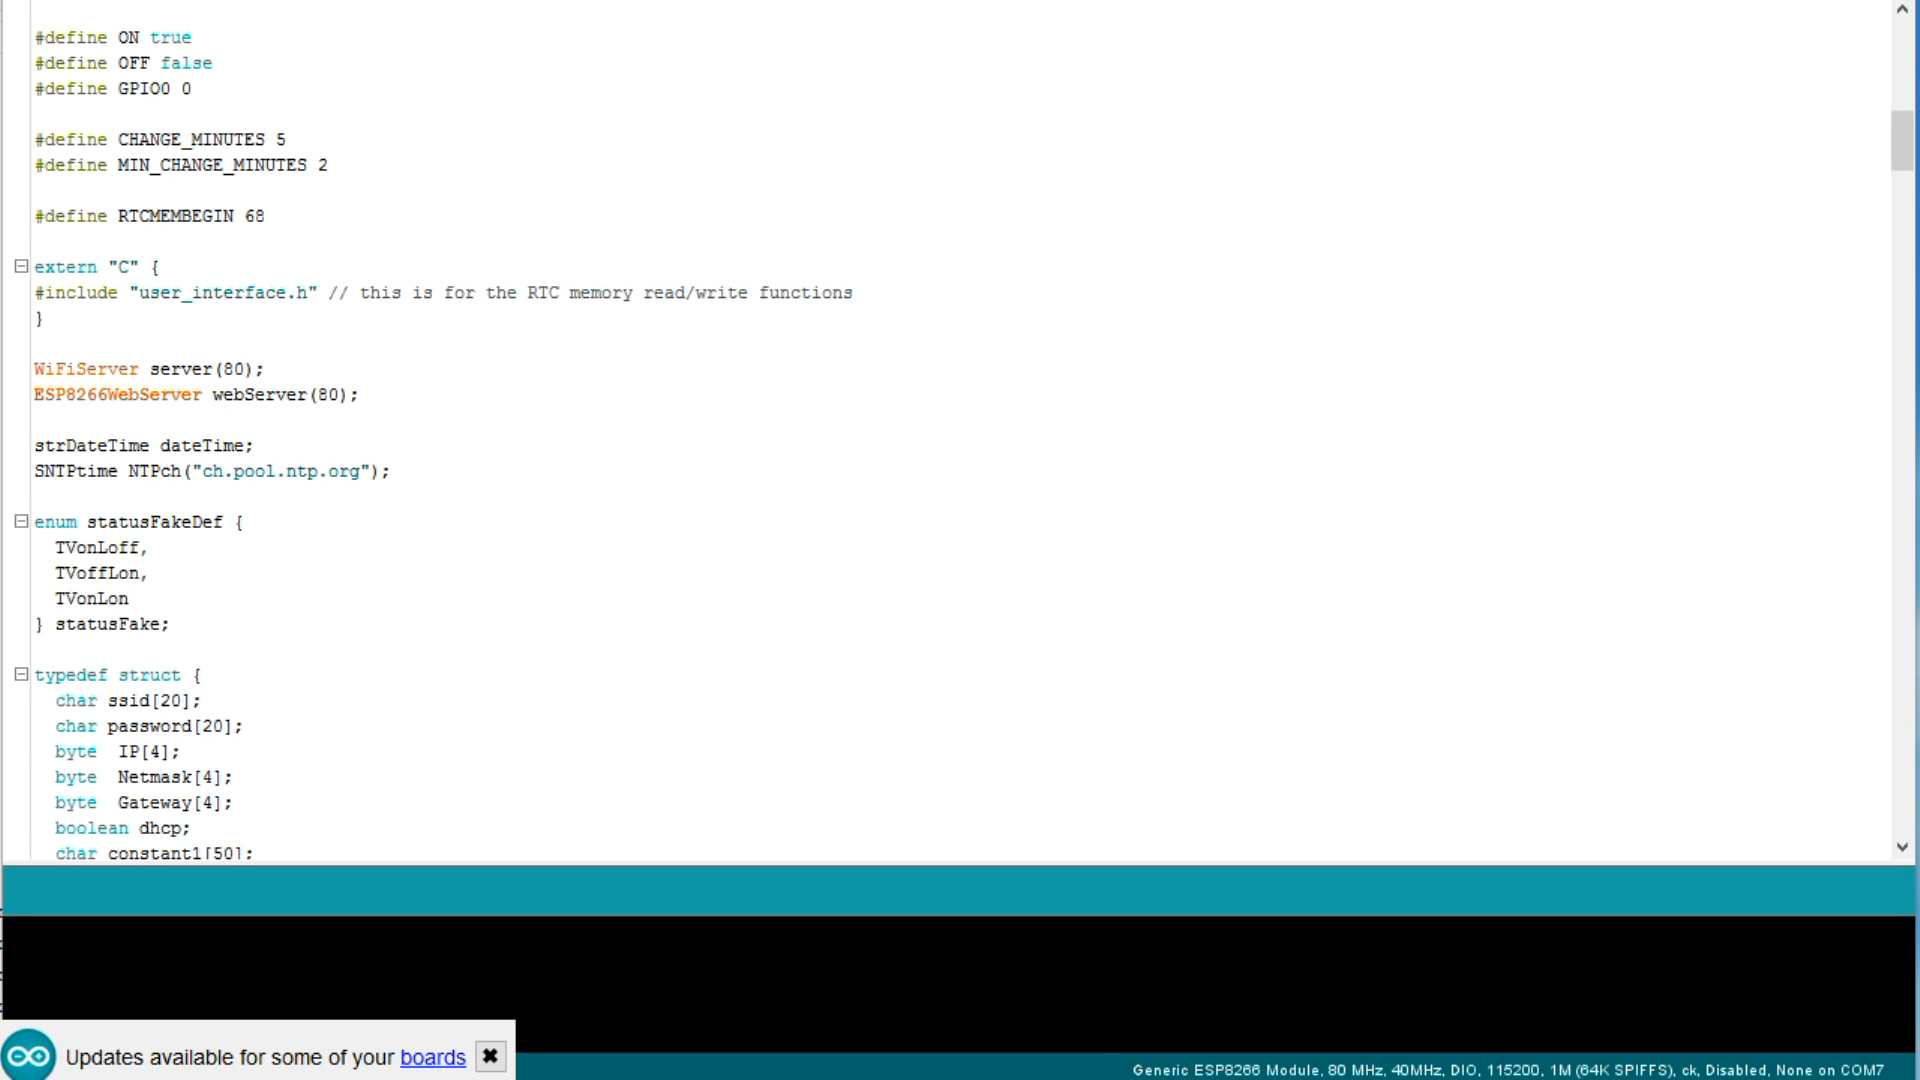 #define ON true
#define OFF false
#define GPIO0 0
#define CHANGE_MINUTES 5
#define MIN_CHANGE_MINUTES 2
#define RTCMEMBEGIN 68
extern "C" {
#include "user_interface.h" // this is for the RTC memory read/write functions
}
WiFiServer server(80);
ESP8266WebServer webServer(80);
strDateTime dateTime;
SNTPtime NTPch("ch.pool.ntp.org");
enum statusFakeDef {
  TVonLoff,
  TVoffLon,
  TVonLon
} statusFake;
typedef struct {
  char ssid[20];
  char password[20];
  byte  IP[4];
  byte  Netmask[4];
  byte  Gateway[4];
  boolean dhcp;
  char constant1[50];
Updates available for some of your boards
Generic ESP8266 Module, 80 MHz, 40MHz, DIO, 115200, 1M (64K SPIFFS), ck, Disabled, None on COM7